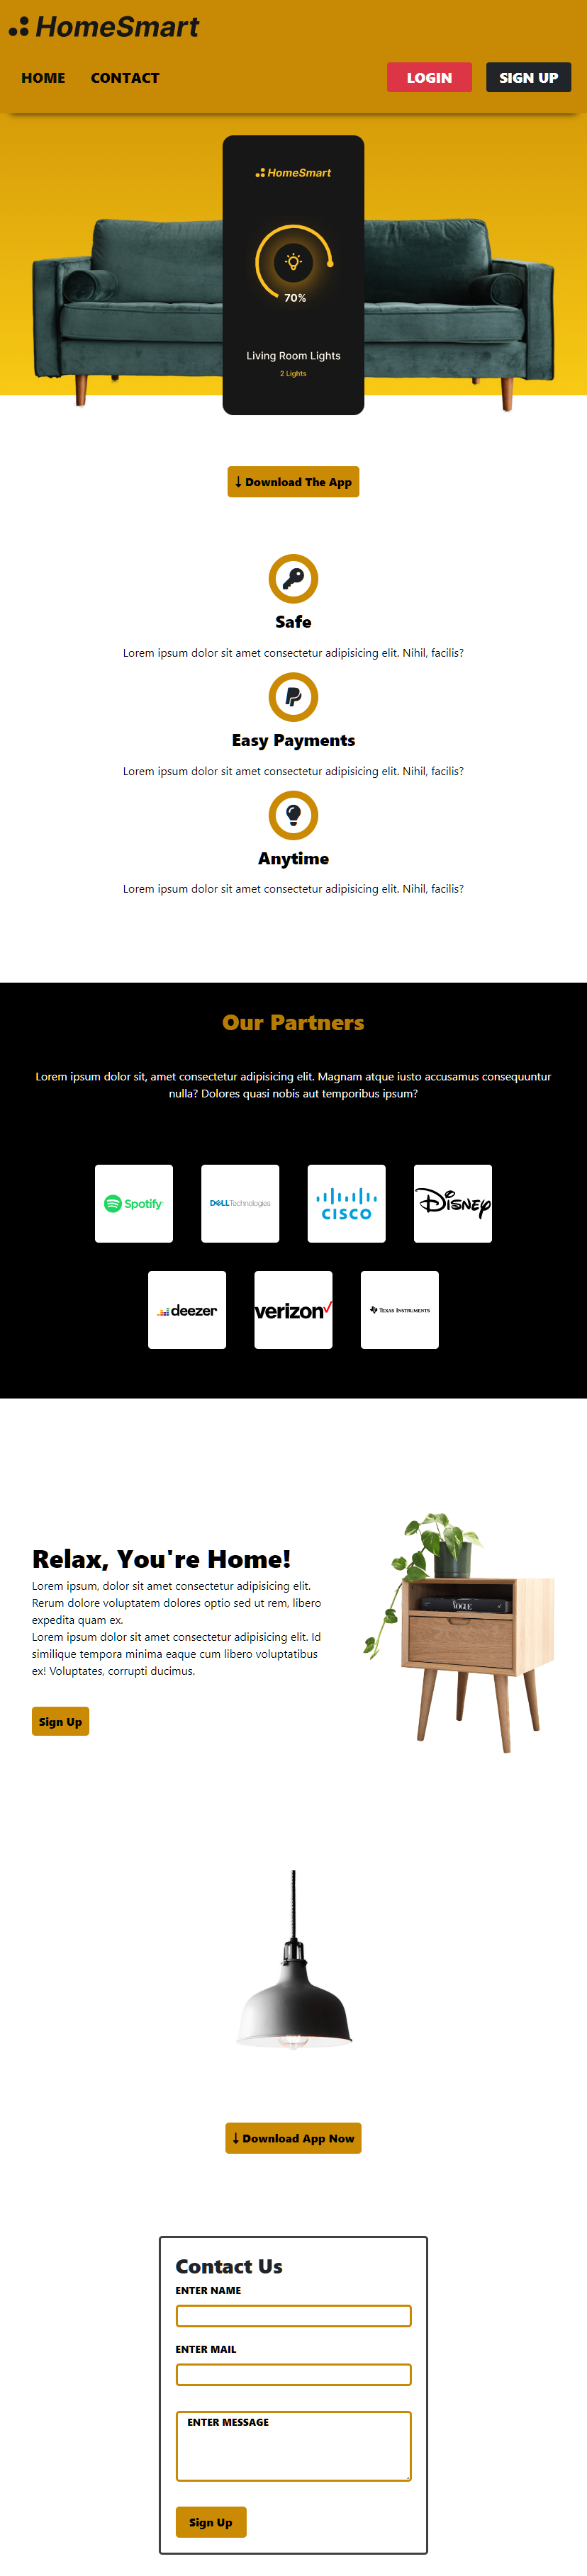 HomeSmart
HOME CONTACT LOGIN SIGN UP
HomeSmart
70%
Living Room Lights
2 Lights
Download The App
Safe
Lorem ipsum dolor sit amet consectetur adipisicing elit. Nihil, facilis?
Easy Payments
Lorem ipsum dolor sit amet consectetur adipisicing elit. Nihil, facilis?
Anytime
Lorem ipsum dolor sit amet consectetur adipisicing elit. Nihil, facilis?
Our Partners
Lorem ipsum dolor sit, amet consectetur adipisicing elit. Magnam atque iusto accusamus consequuntur
nulla? Dolores quasi nobis aut temporibus ipsum?
Spotify
DELL Technologies
CISCO
Disney
deezer
verizon
TEXAS INSTRUMENTS
Relax, You're Home!
Lorem ipsum, dolor sit amet consectetur adipisicing elit.
Rerum dolore voluptatem dolores optio sed ut rem, libero
expedita quam ex.
Lorem ipsum dolor sit amet consectetur adipisicing elit. Id
similique tempora minima eaque cum libero voluptatibus
ex! Voluptates, corrupti ducimus.
VOGUE
Sign Up
Download App Now
Contact Us
ENTER NAME
ENTER MAIL
ENTER MESSAGE
Sign Up